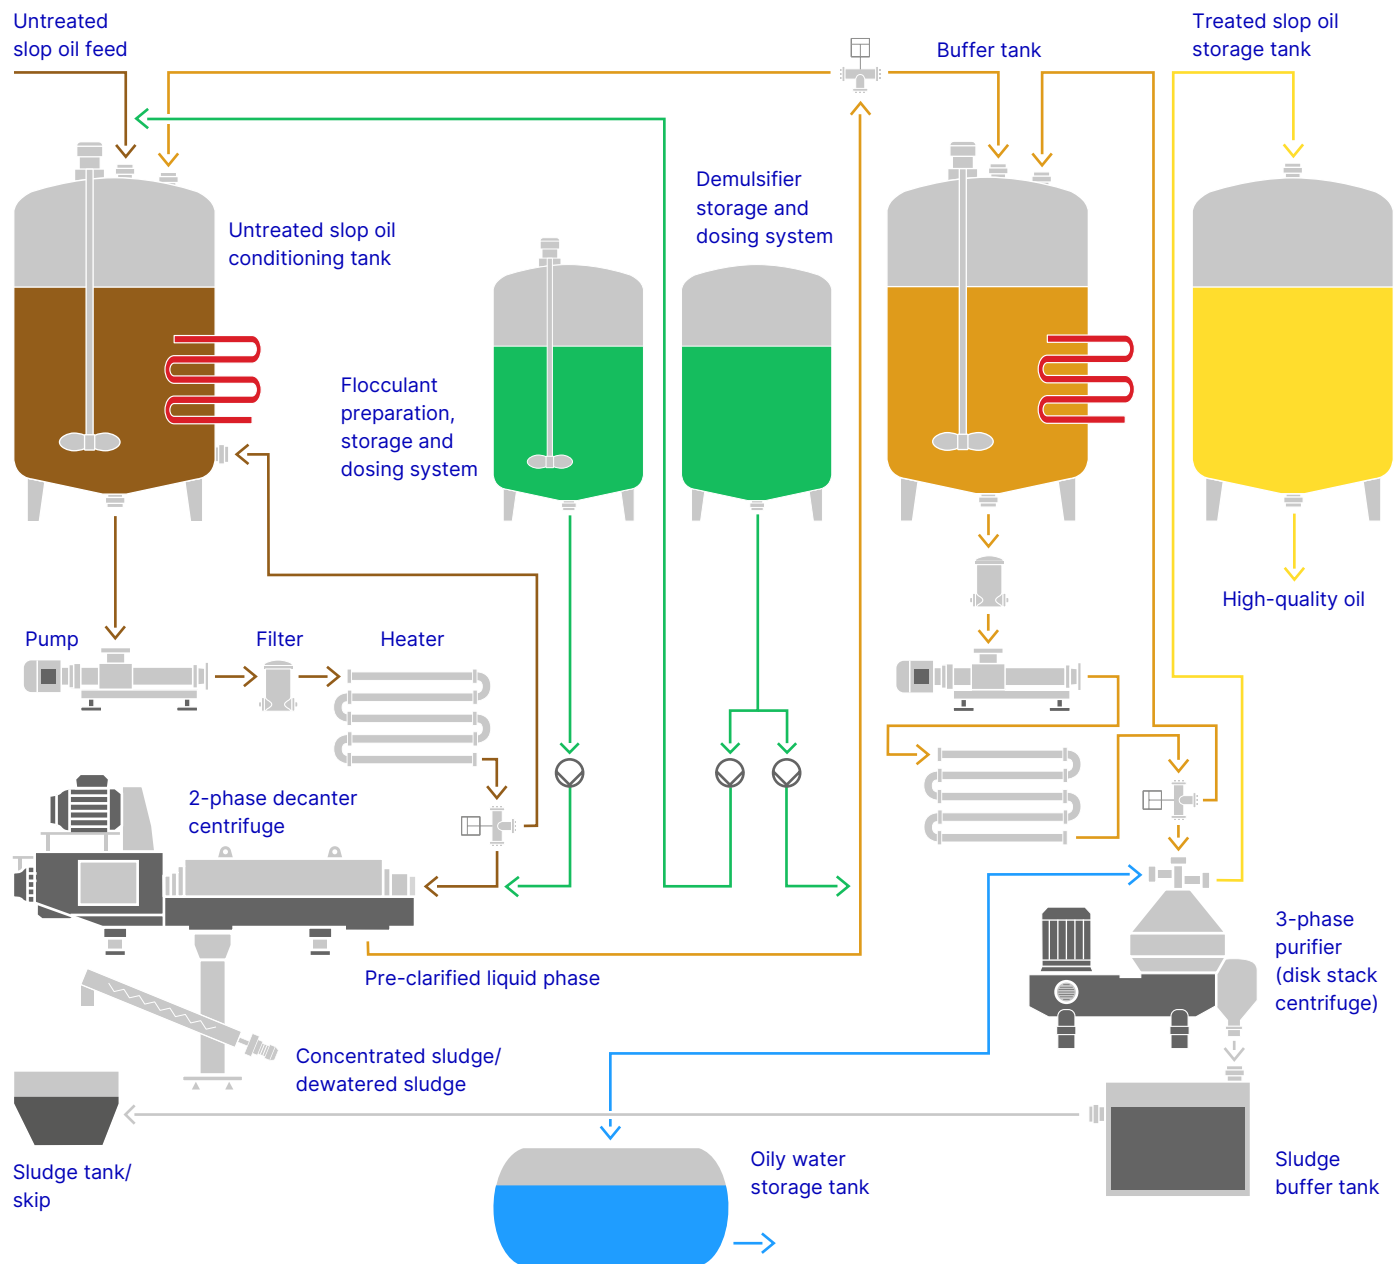 Untreated
slop oil feed
Buffer tank
Treated slop oil
storage tank
Demulsifier
storage and
dosing system
Untreated slop oil
conditioning tank
Flocculant
preparation,
storage and
dosing system
High-quality oil
Pump
Filter
Heater
2-phase decanter
centrifuge
3-phase
purifier
(disk stack
centrifuge)
Pre-clarified liquid phase
Concentrated sludge/
dewatered sludge
Sludge tank/
skip
Oily water
storage tank
Sludge
buffer tank